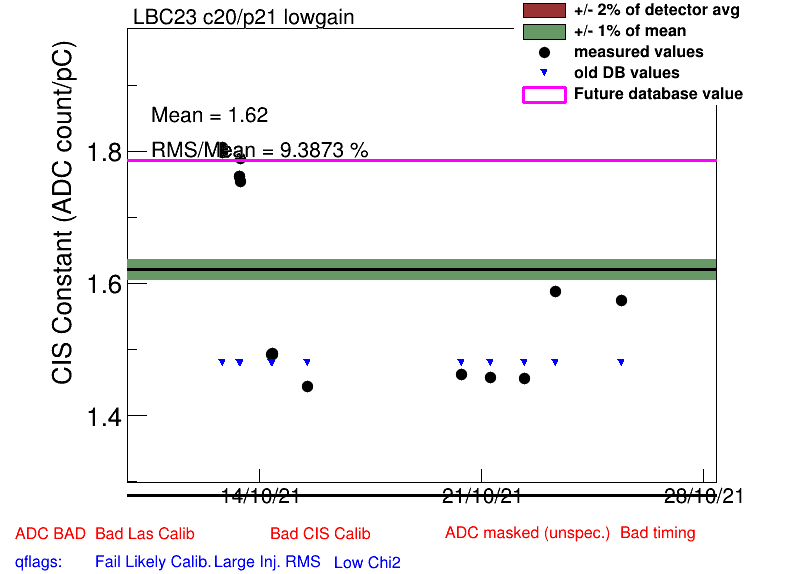 LBC23 c20/p21 lowgain
+/- 2% of detector avg
+/- 1% of mean
measured values
old DB values
Future database value
Mean = 1.62
RMS/Mean = 9.3873 %
CIS Constant (ADC count/pC)
1.8
1.6
1.4
14/10/21 21/10/21 28/10/21
ADC BAD Bad Las Calib Bad CIS Calib ADC masked (unspec.) Bad timing
qflags: Fail Likely Calib. Large Inj. RMS Low Chi2